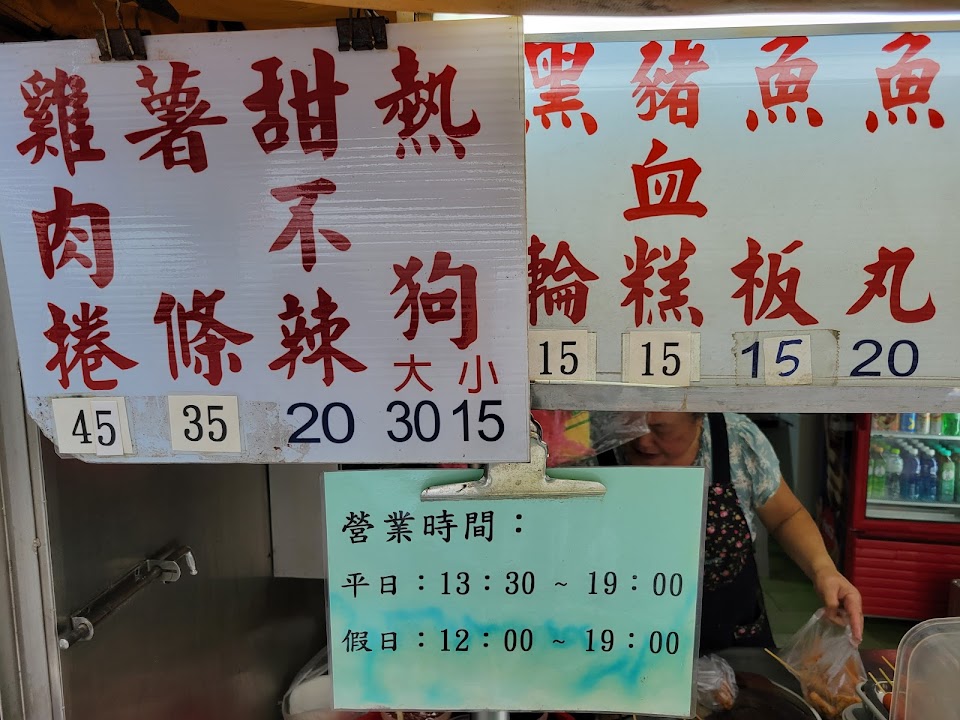 魚丸
20
魚板
15
豬血糕
15
黑輪
15
熱狗
大 小
30 15
甜不辣
20
薯條
35
雞肉捲
45
營業時間：
平日：13：30 ~ 19：00
假日：12：00 ~ 19：00